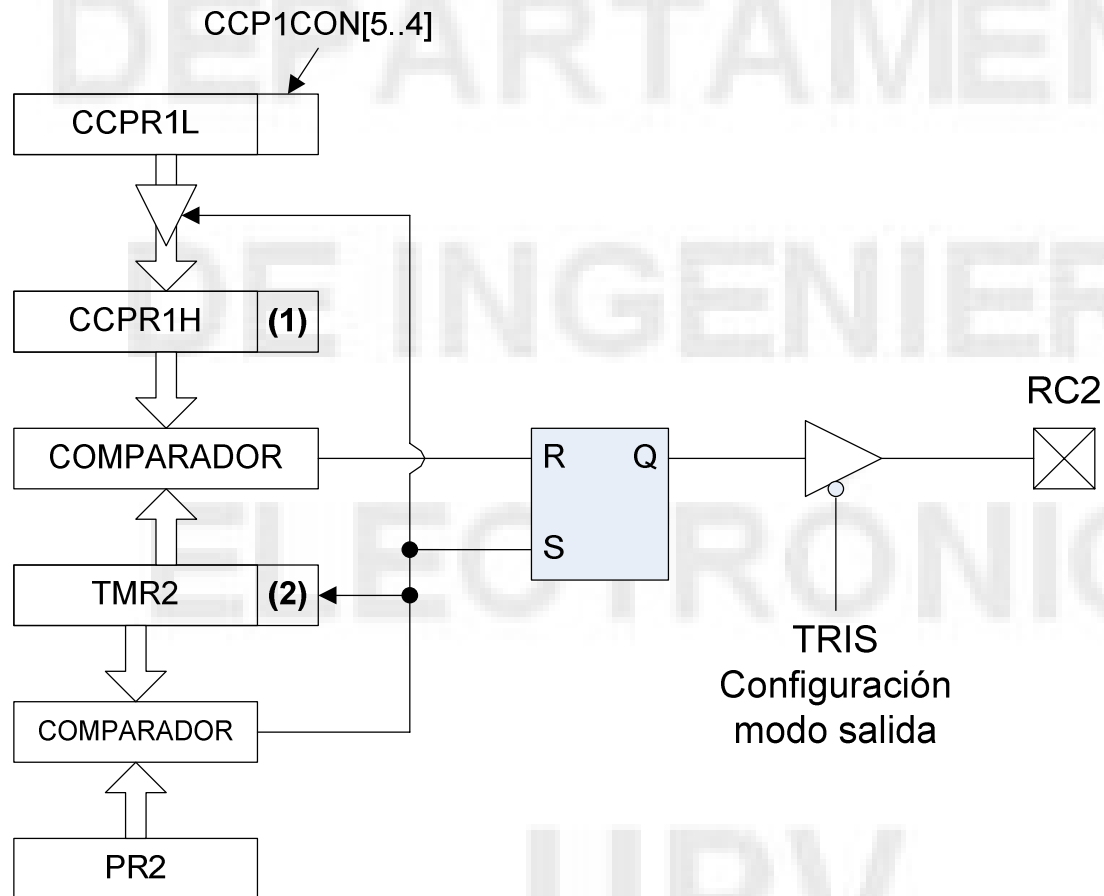 DEPARTAMEN
CCP1CON[5..4]
CCPR1L
DE INGENIER
CCPR1H
(1)
RC2
COMPARADOR
R
Q
S
ELECTRONIC
TMR2
(2)
TRIS
Configuración
modo salida
COMPARADOR
PR2
UPV